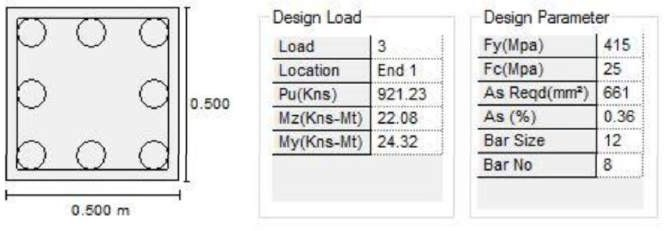 0.500
0.500 m
Design Load
Load 3
Location End 1
Pu(Kns) 921.23
Mz(Kns-Mt) 22.08
My(Kns-Mt) 24.32
Design Parameter
Fy(Mpa) 415
Fc(Mpa) 25
As Reqd(mm²) 661
As (%) 0.36
Bar Size 12
Bar No 8